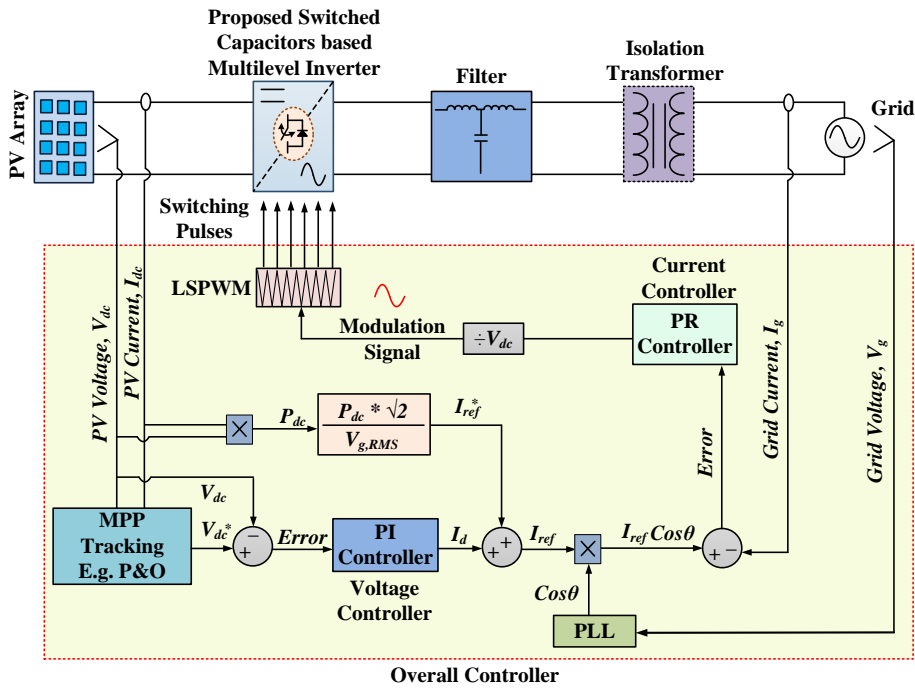 Proposed Switched
Capacitors based
Multilevel Inverter
Filter
Isolation
Transformer
Grid
PV Array
Switching
Pulses
LSPWM
Modulation
Signal
÷V_dc
Current
Controller
PR
Controller
PV Voltage, V_dc
PV Current, I_dc
Grid Current, I_g
Grid Voltage, V_g
×
P_dc
P_dc * √2
V_g,RMS
I_ref*
Error
V_dc
MPP
Tracking
E.g. P&O
V_dc*
−
+
Error
PI
Controller
Voltage
Controller
I_d
+
+
I_ref
×
I_ref Cosθ
+
−
Cosθ
PLL
Overall Controller